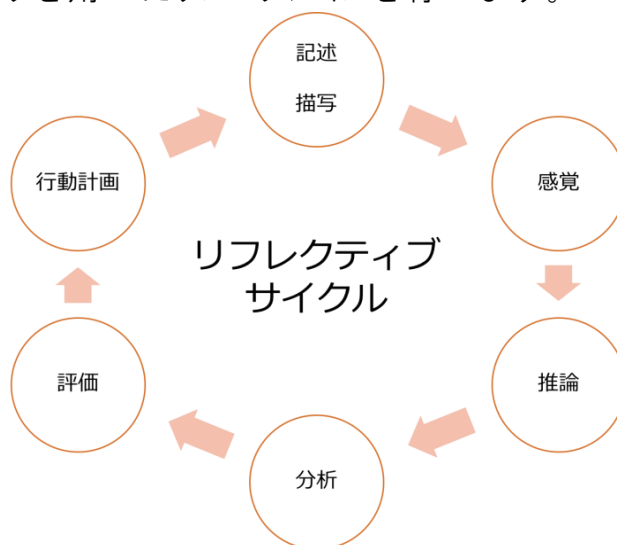 記述
描写
感覚
推論
分析
評価
行動計画
リフレクティブ
サイクル